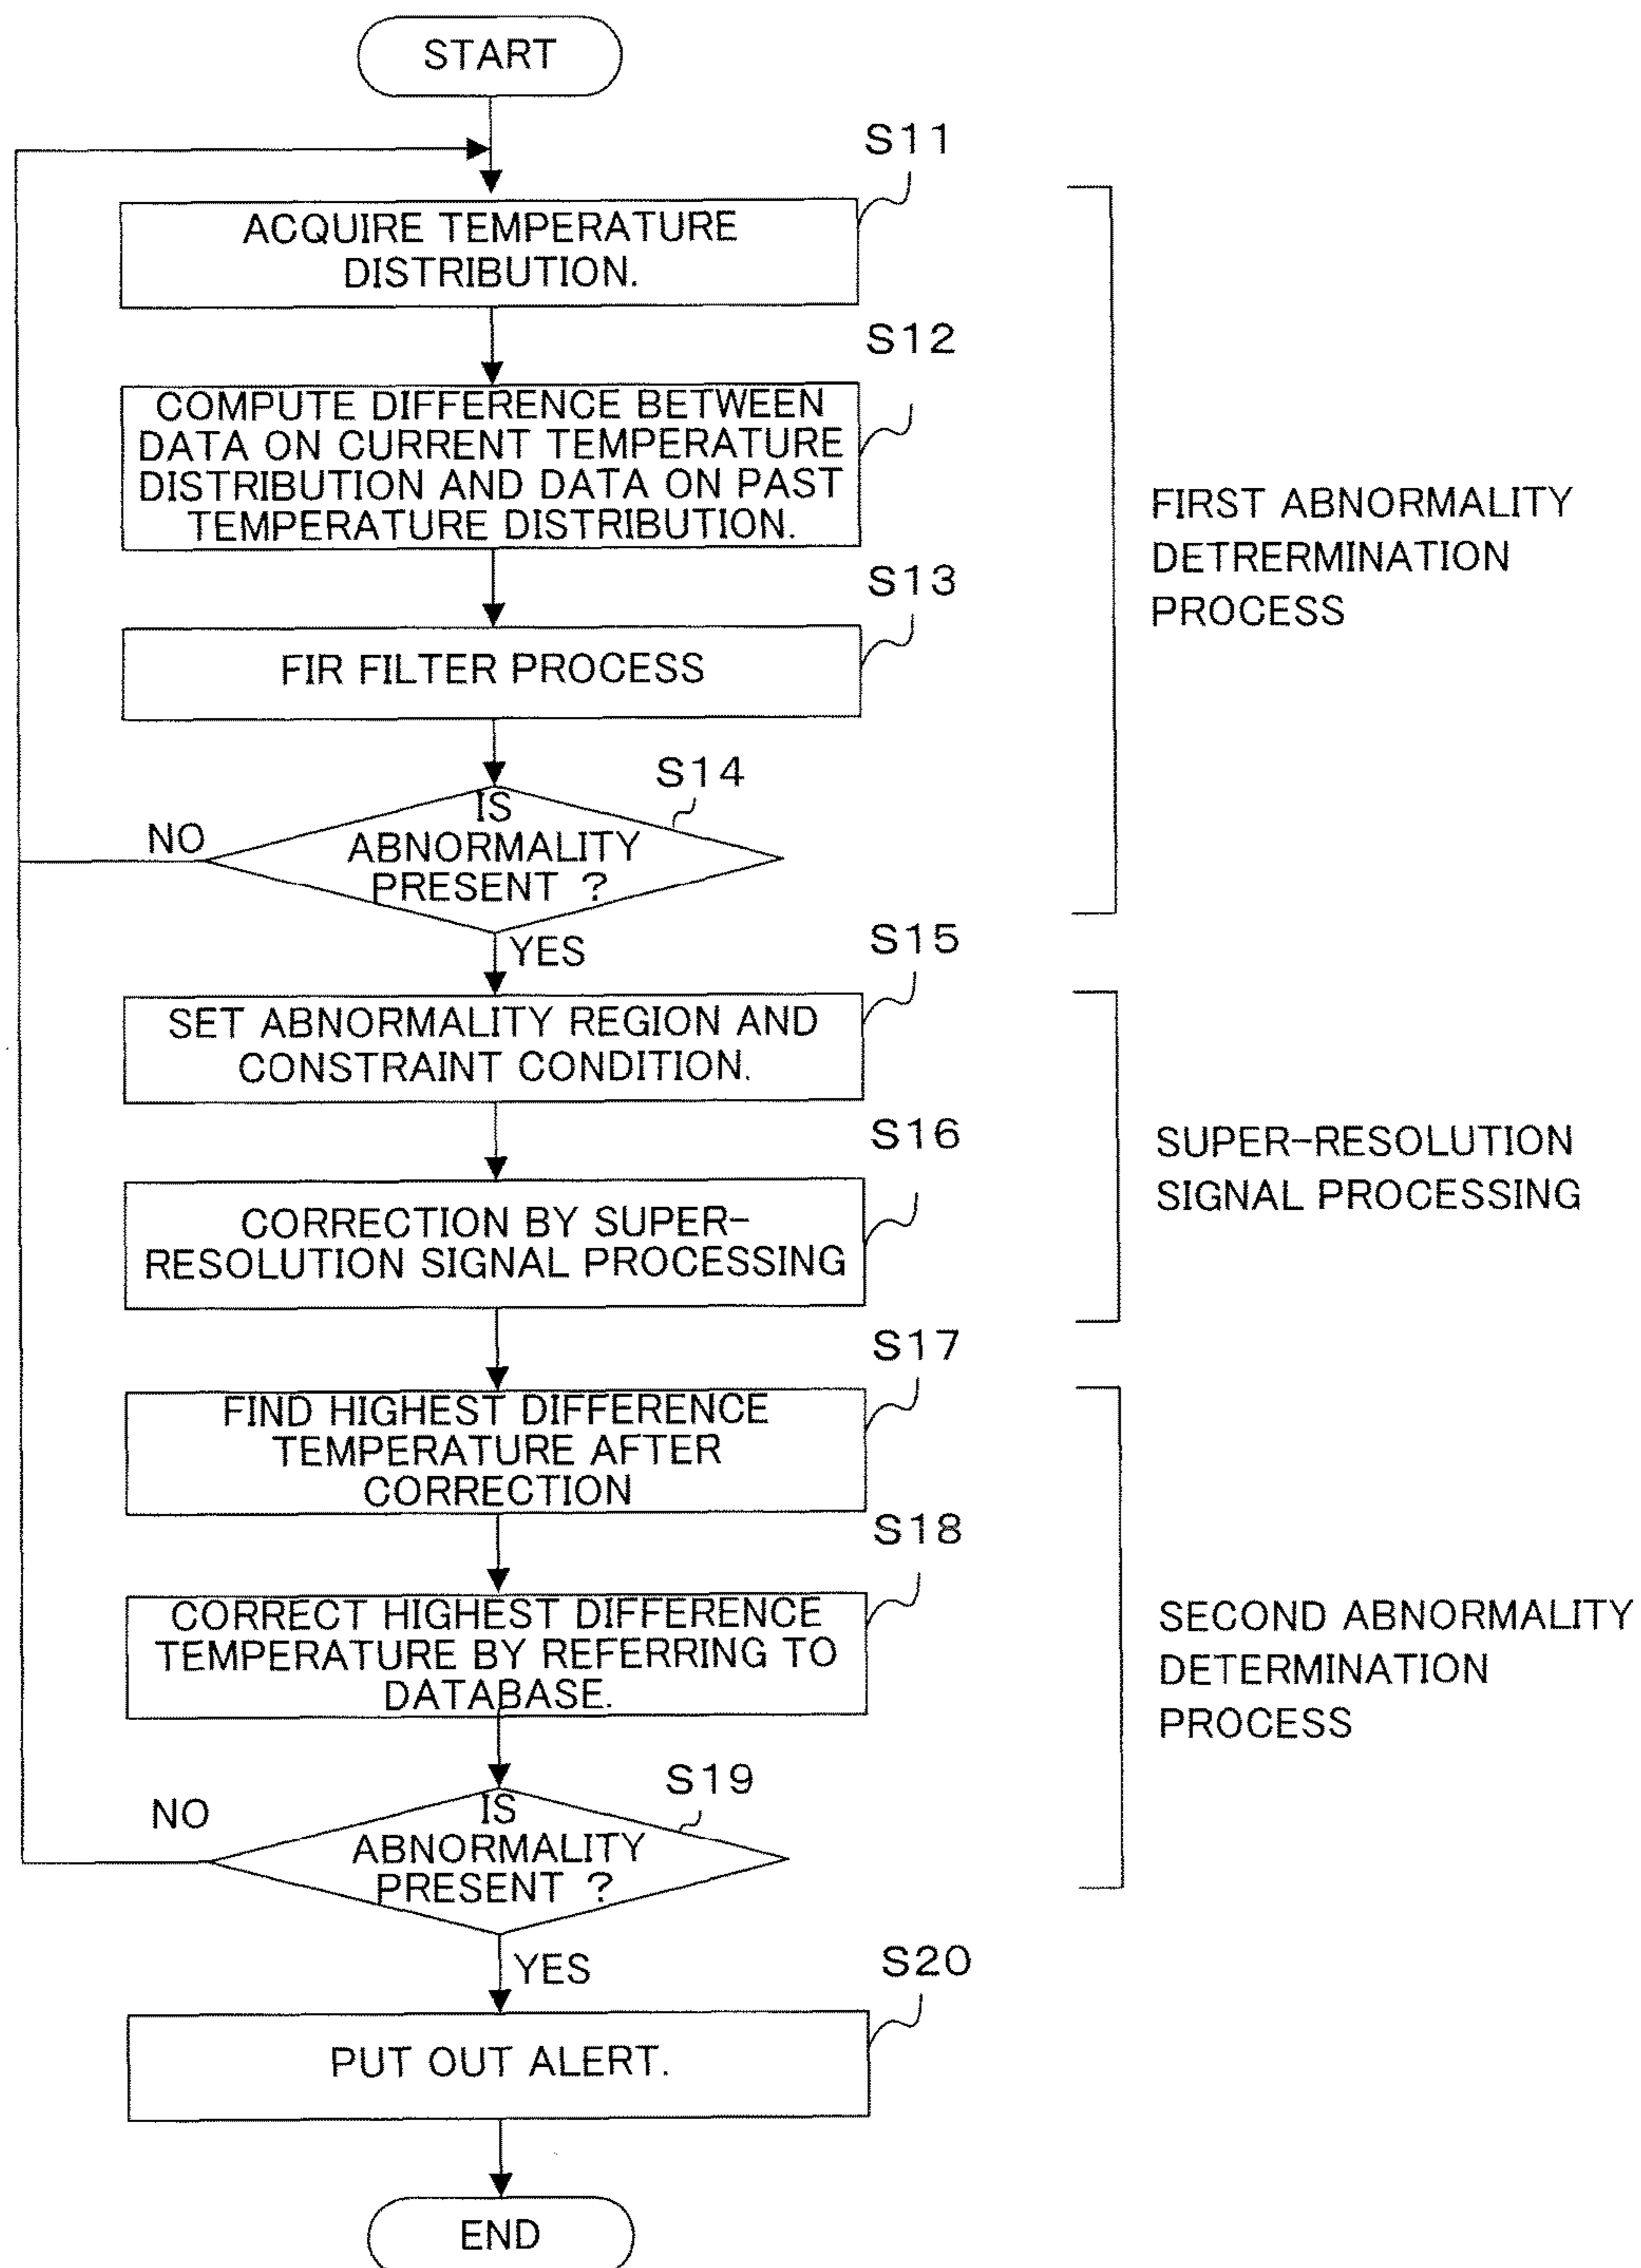 START
S11
ACQUIRE TEMPERATURE
DISTRIBUTION.
S12
COMPUTE DIFFERENCE BETWEEN
DATA ON CURRENT TEMPERATURE
DISTRIBUTION AND DATA ON PAST
TEMPERATURE DISTRIBUTION.
FIRST ABNORMALITY
DETRERMINATION
PROCESS
S13
FIR FILTER PROCESS
S14
IS
ABNORMALITY
PRESENT ?
NO
YES
S15
SET ABNORMALITY REGION AND
CONSTRAINT CONDITION.
S16
CORRECTION BY SUPER-
RESOLUTION SIGNAL PROCESSING
SUPER-RESOLUTION
SIGNAL PROCESSING
S17
FIND HIGHEST DIFFERENCE
TEMPERATURE AFTER
CORRECTION
S18
CORRECT HIGHEST DIFFERENCE
TEMPERATURE BY REFERRING TO
DATABASE.
SECOND ABNORMALITY
DETERMINATION
PROCESS
S19
IS
ABNORMALITY
PRESENT ?
NO
YES
S20
PUT OUT ALERT.
END